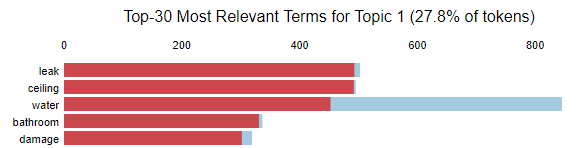 Top-30 Most Relevant Terms for Topic 1 (27.8% of tokens)
0 200 400 600 800
leak
ceiling
water
bathroom
damage